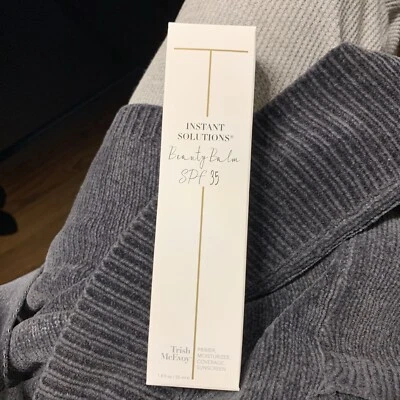 INSTANT
SOLUTIONS®
Beauty Balm
SPF 35
Trish
McEvoy
PRIMER,
MOISTURIZER,
COVERAGE,
SUNSCREEN